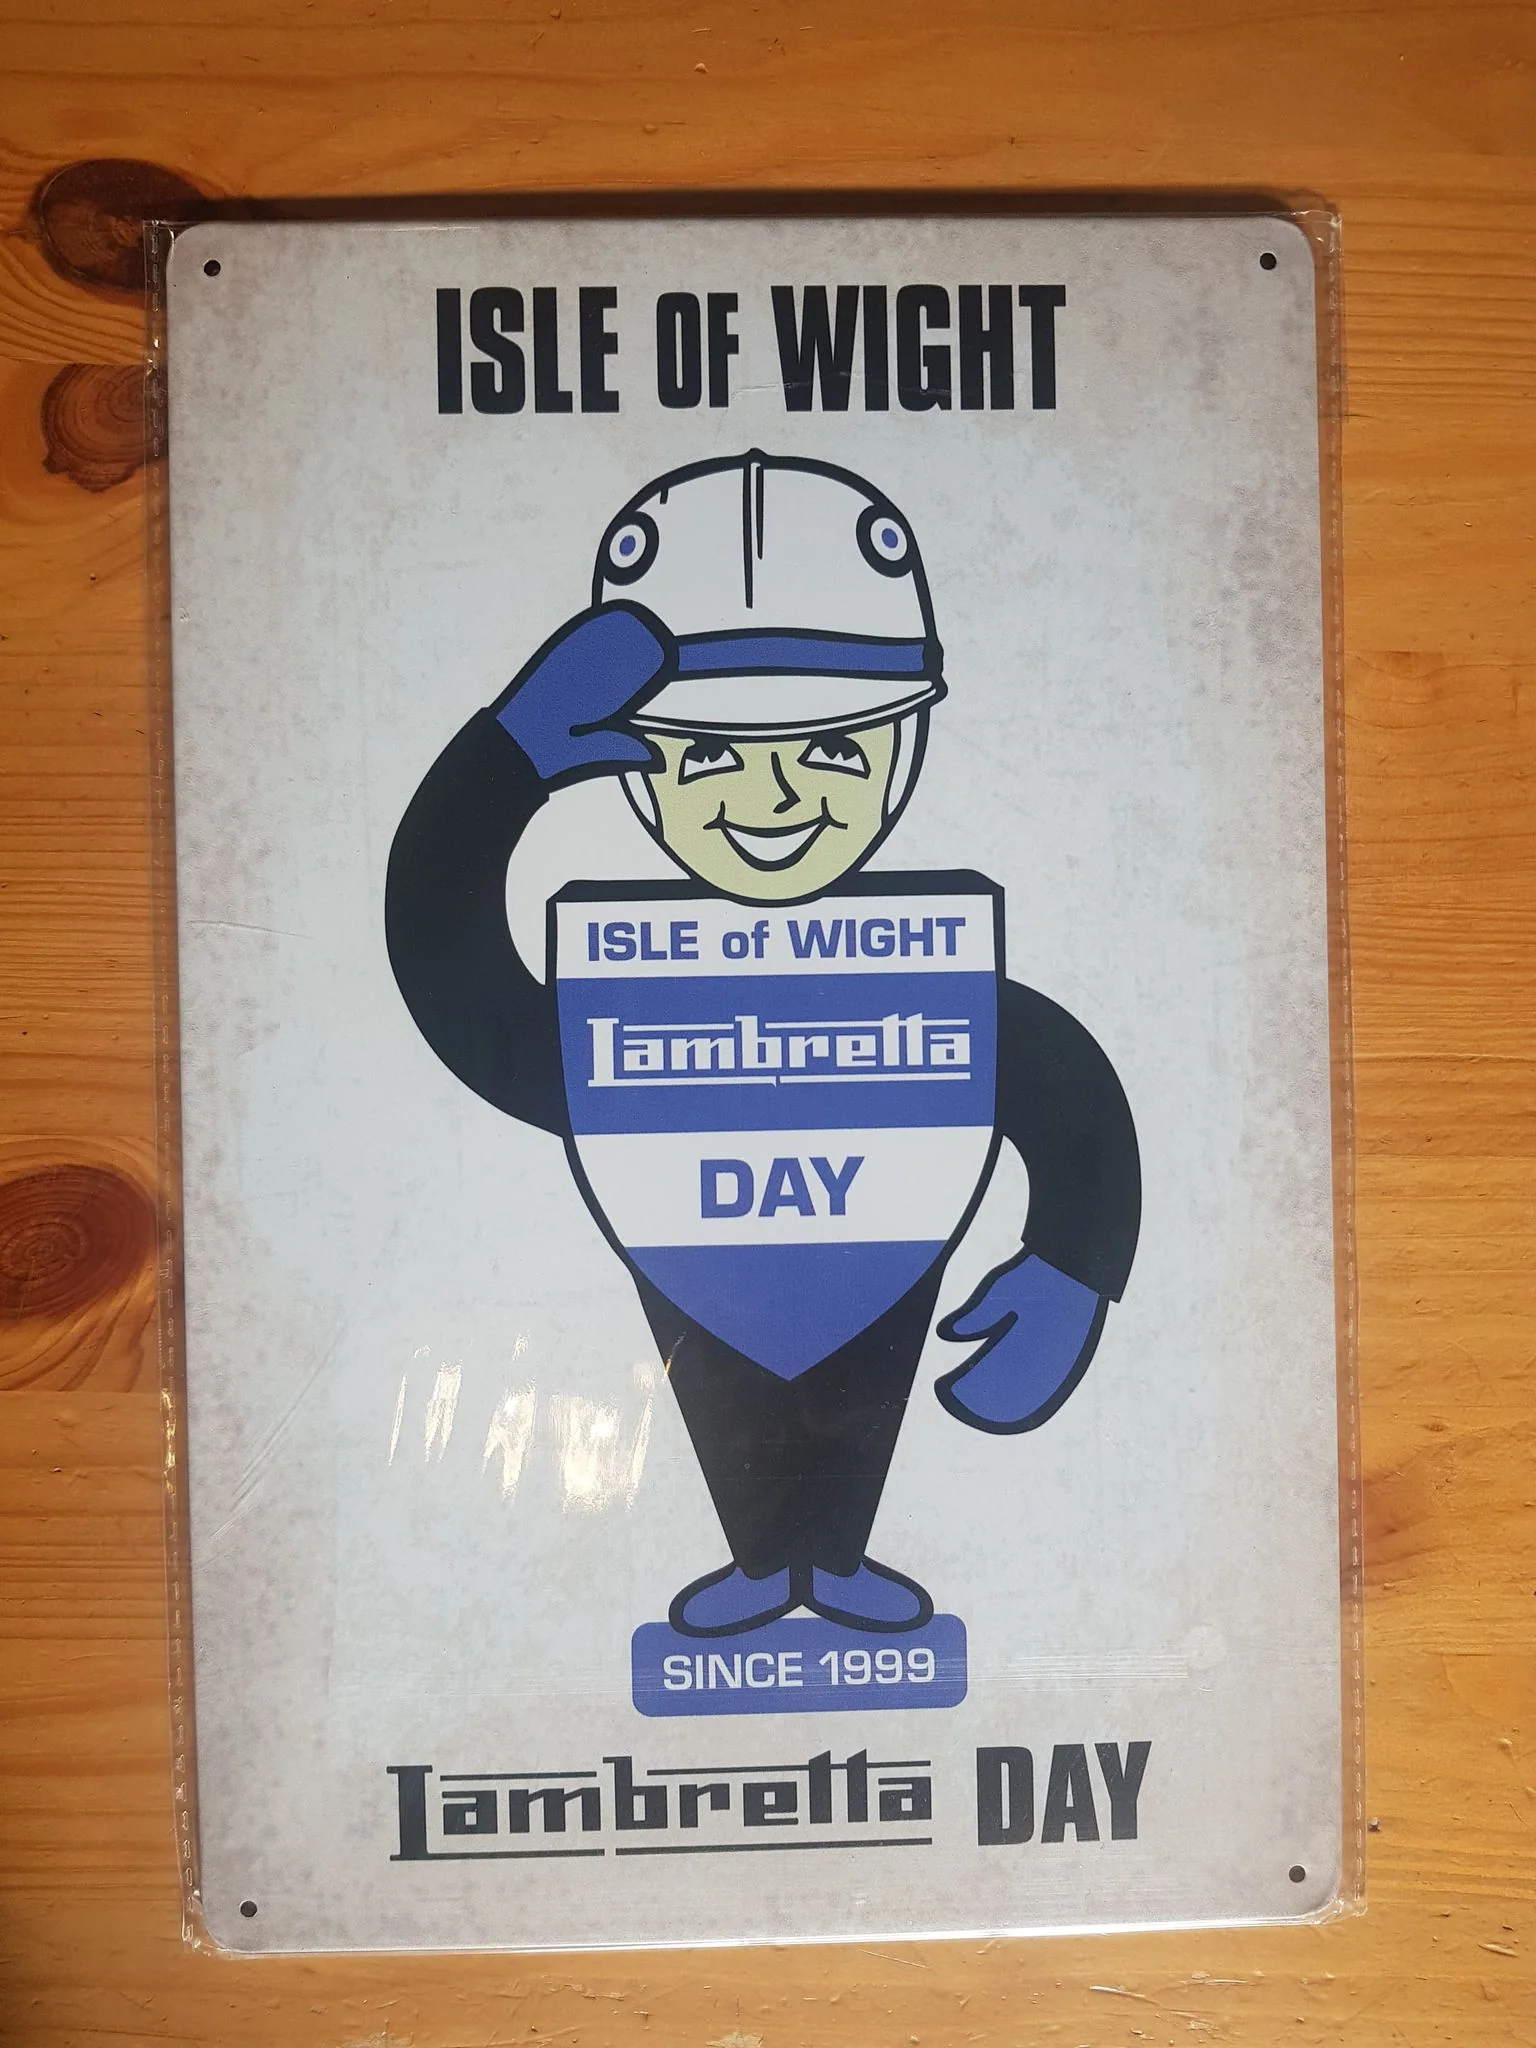 ISLE OF WIGHT
ISLE of WIGHT
Lambretta
DAY
SINCE 1999
Lambretta DAY